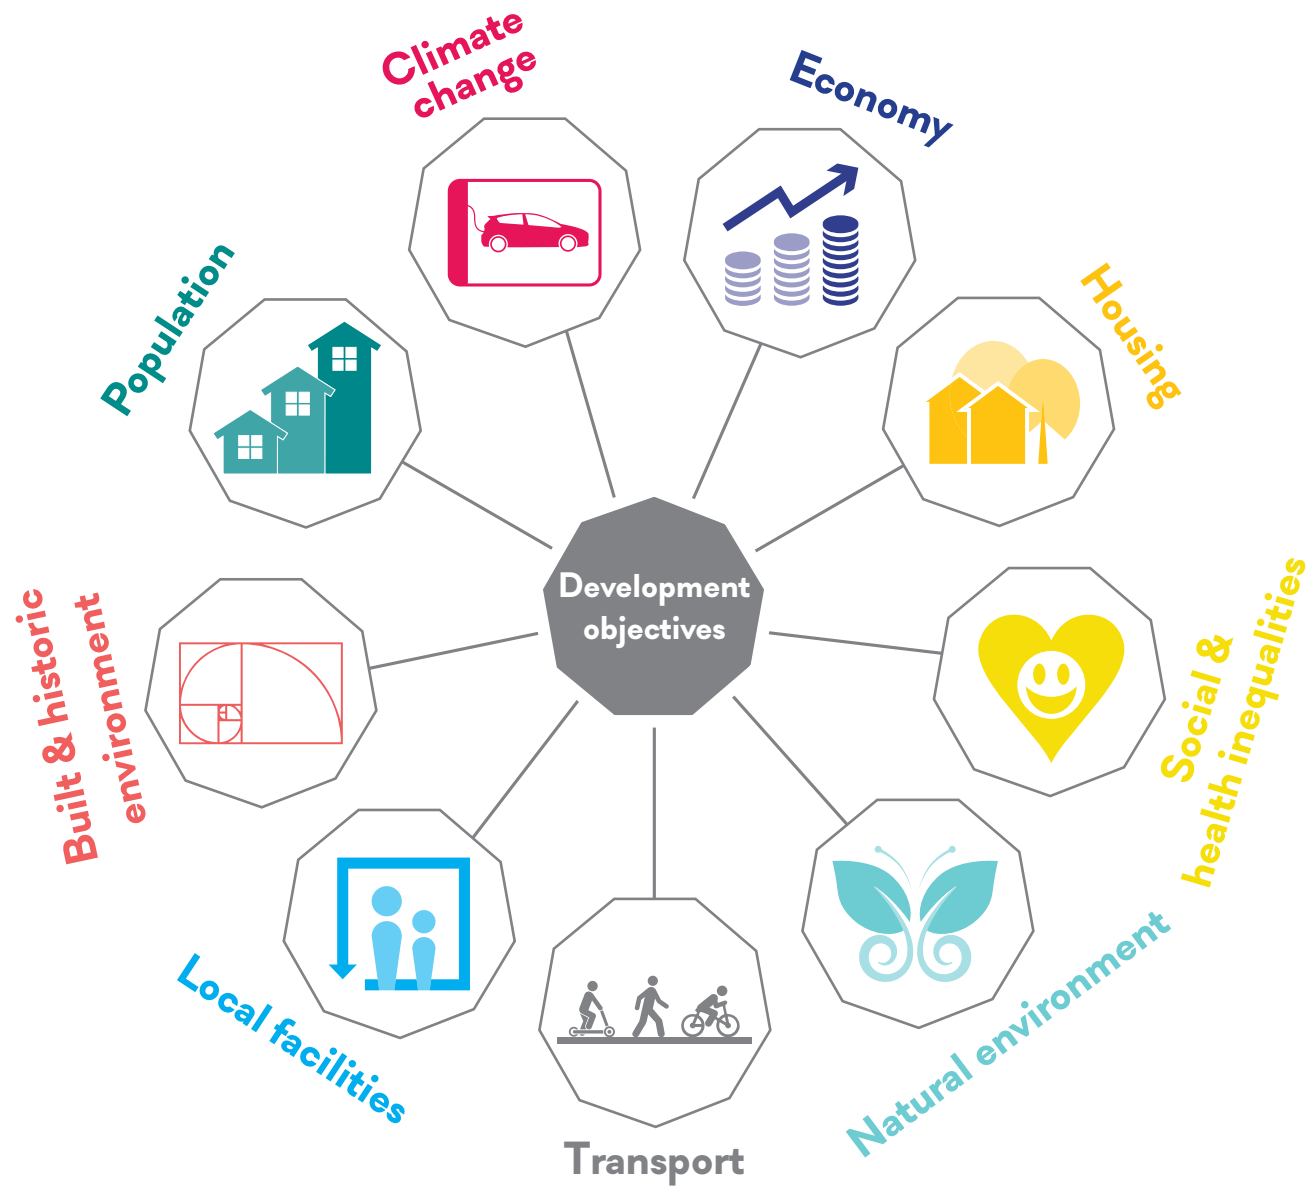 Climate
change
Economy
Population
Housing
Development
objectives
Built & historic
environment
Social &
health inequalities
Local facilities
Natural environment
Transport